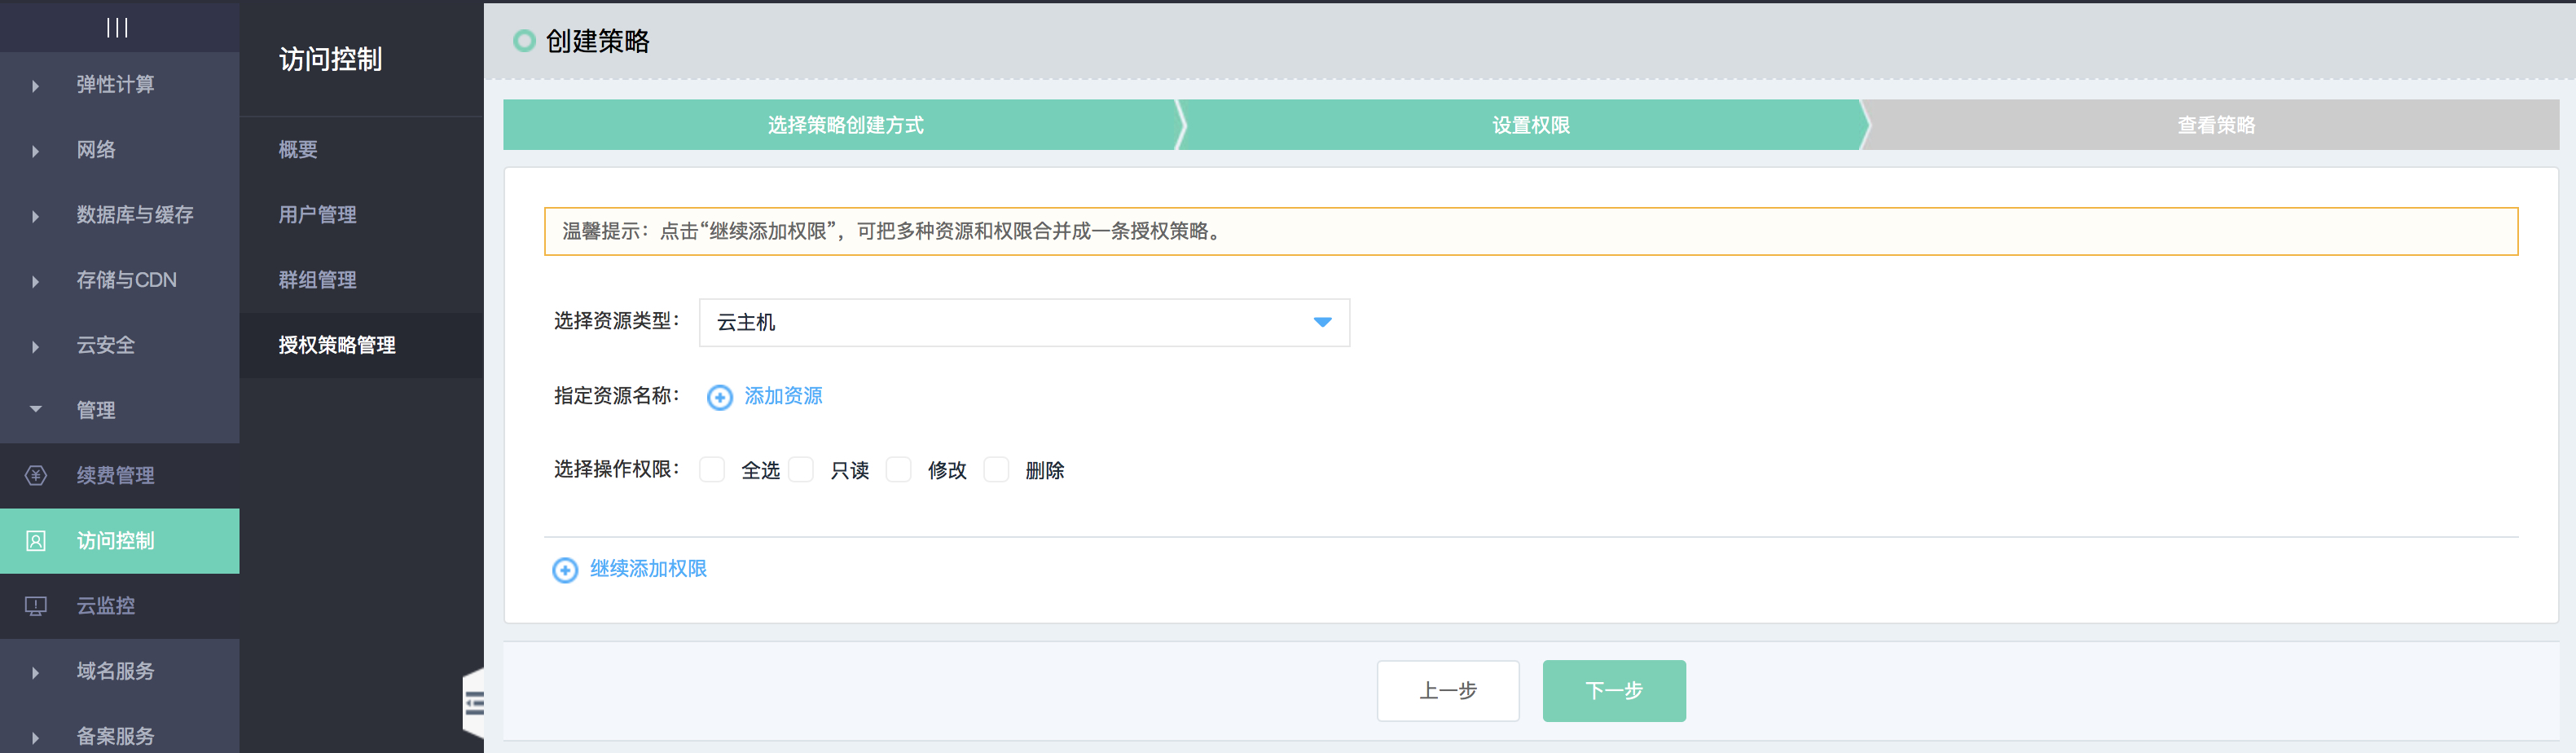 弹性计算
网络
数据库与缓存
存储与CDN
云安全
管理
续费管理
访问控制
云监控
域名服务
备案服务
访问控制
概要
用户管理
群组管理
授权策略管理
创建策略
选择策略创建方式
设置权限
查看策略
温馨提示：点击“继续添加权限”，可把多种资源和权限合并成一条授权策略。
选择资源类型： 云主机
指定资源名称： 添加资源
选择操作权限： 全选 只读 修改 删除
继续添加权限
上一步 下一步